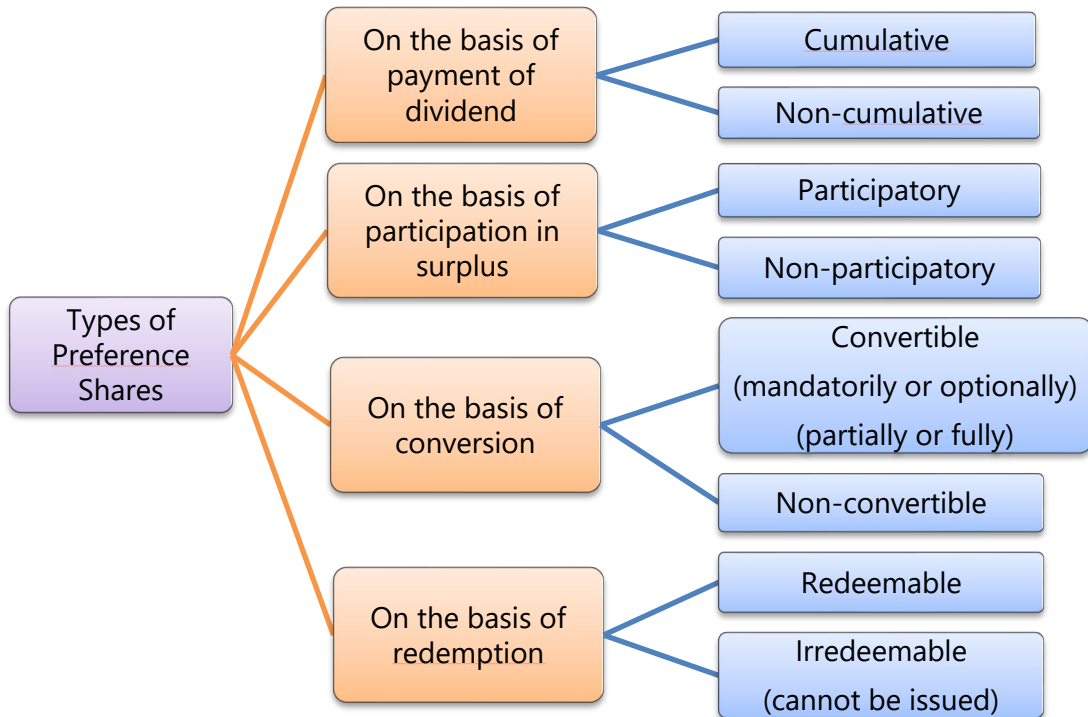 Types of
Preference
Shares
On the basis of
payment of
dividend
Cumulative
Non-cumulative
On the basis of
participation in
surplus
Participatory
Non-participatory
On the basis of
conversion
Convertible
(mandatorily or optionally)
(partially or fully)
Non-convertible
On the basis of
redemption
Redeemable
Irredeemable
(cannot be issued)